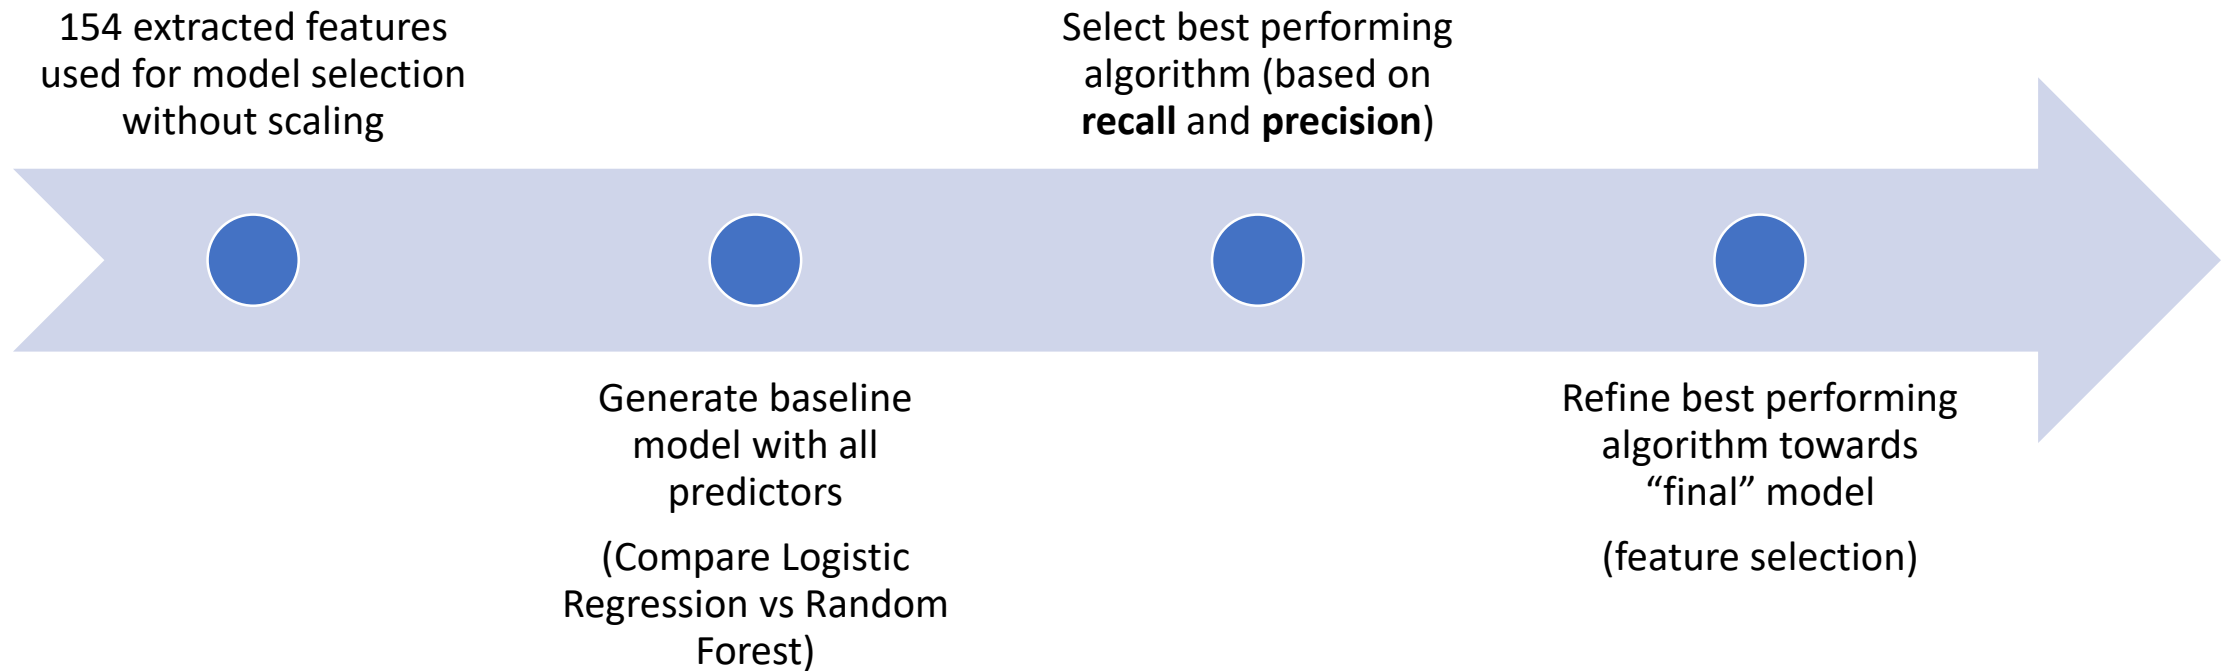 154 extracted features
used for model selection
without scaling
Generate baseline
model with all
predictors
(Compare Logistic
Regression vs Random
Forest)
Select best performing
algorithm (based on
recall and precision)
Refine best performing
algorithm towards
“final” model
(feature selection)